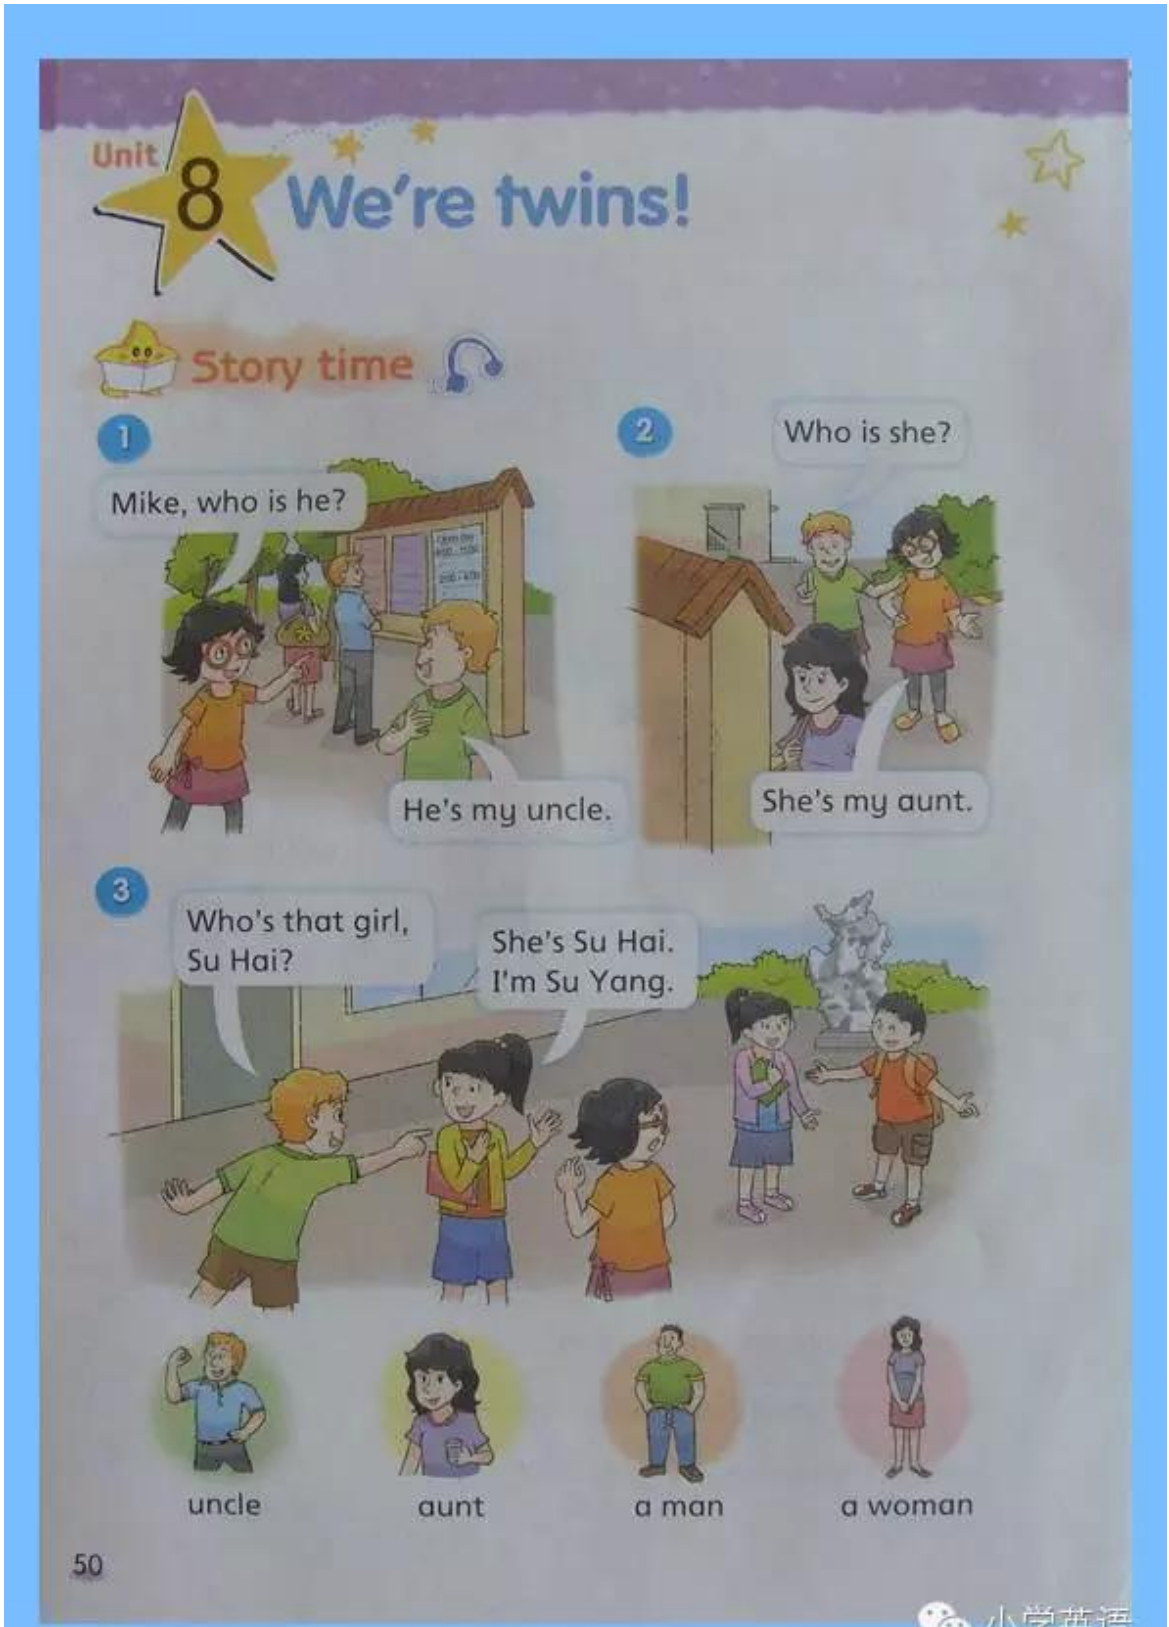 Unit
8
We're twins!
Story time
1
Mike, who is he?
He's my uncle.
2
Who is she?
She's my aunt.
3
Who's that girl,
Su Hai?
She's Su Hai.
I'm Su Yang.
uncle
aunt
a man
a woman
50
小学英语